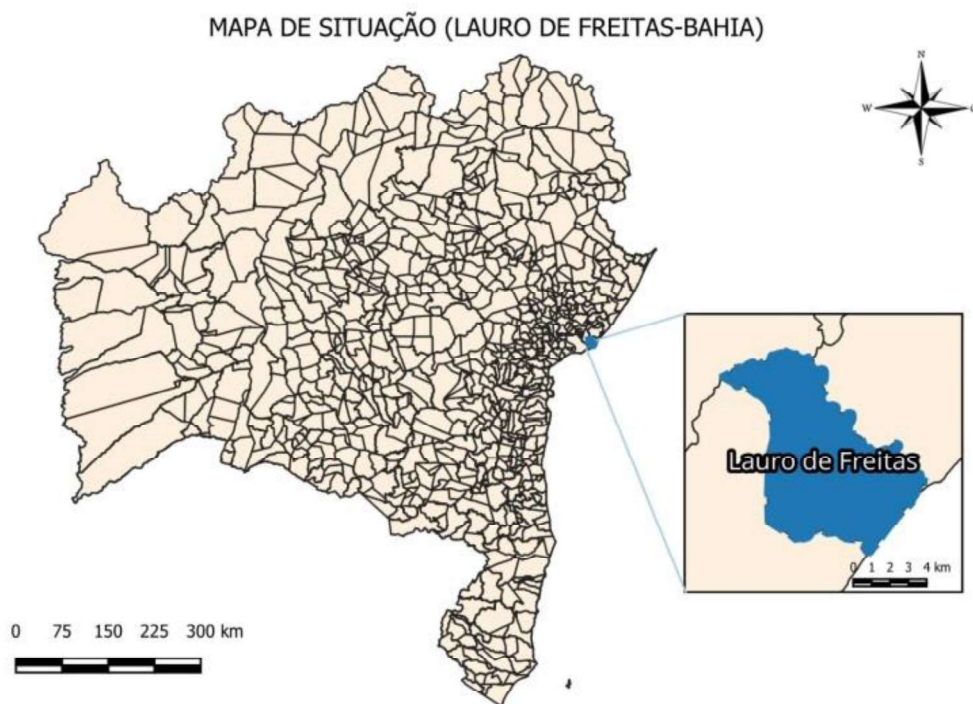 MAPA DE SITUAÇÃO (LAURO DE FREITAS-BAHIA)
N
W
S
Lauro de Freitas
0 1 2 3 4 km
0 75 150 225 300 km